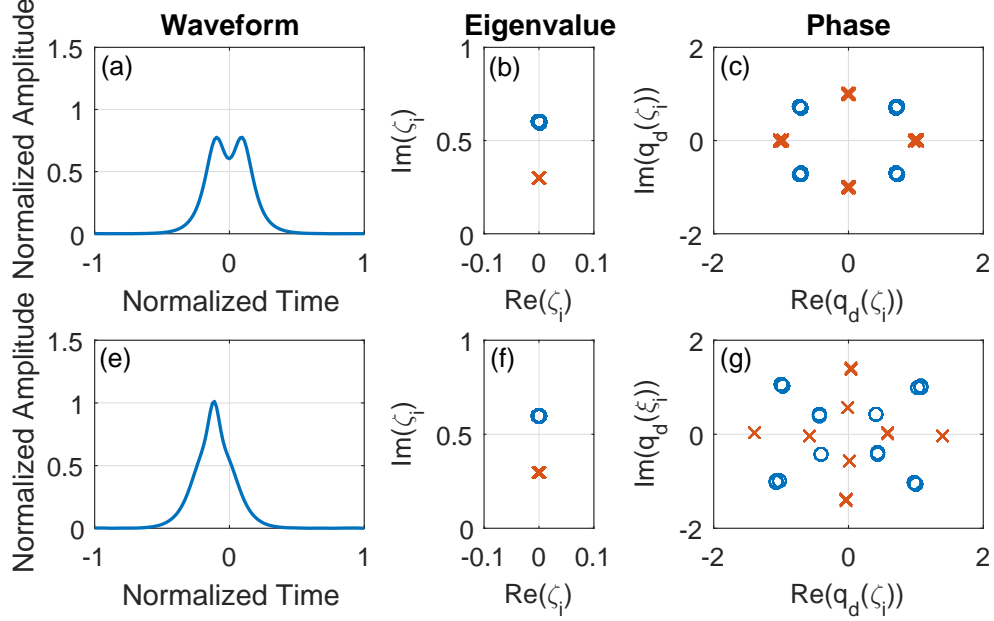 Waveform
Eigenvalue
Phase
(a)
Normalized Amplitude
1.5
1
0.5
0
-1
0
1
Normalized Time
(b)
Im(ζi)
1
0.5
0
-0.1
0
0.1
Re(ζi)
(c)
Im(qd(ζi))
2
0
-2
-2
0
2
Re(qd(ζi))
(e)
Normalized Amplitude
1.5
1
0.5
0
-1
0
1
Normalized Time
(f)
Im(ζi)
1
0.5
0
-0.1
0
0.1
Re(ζi)
(g)
Im(qd(ξi))
2
0
-2
-2
0
2
Re(qd(ζi))